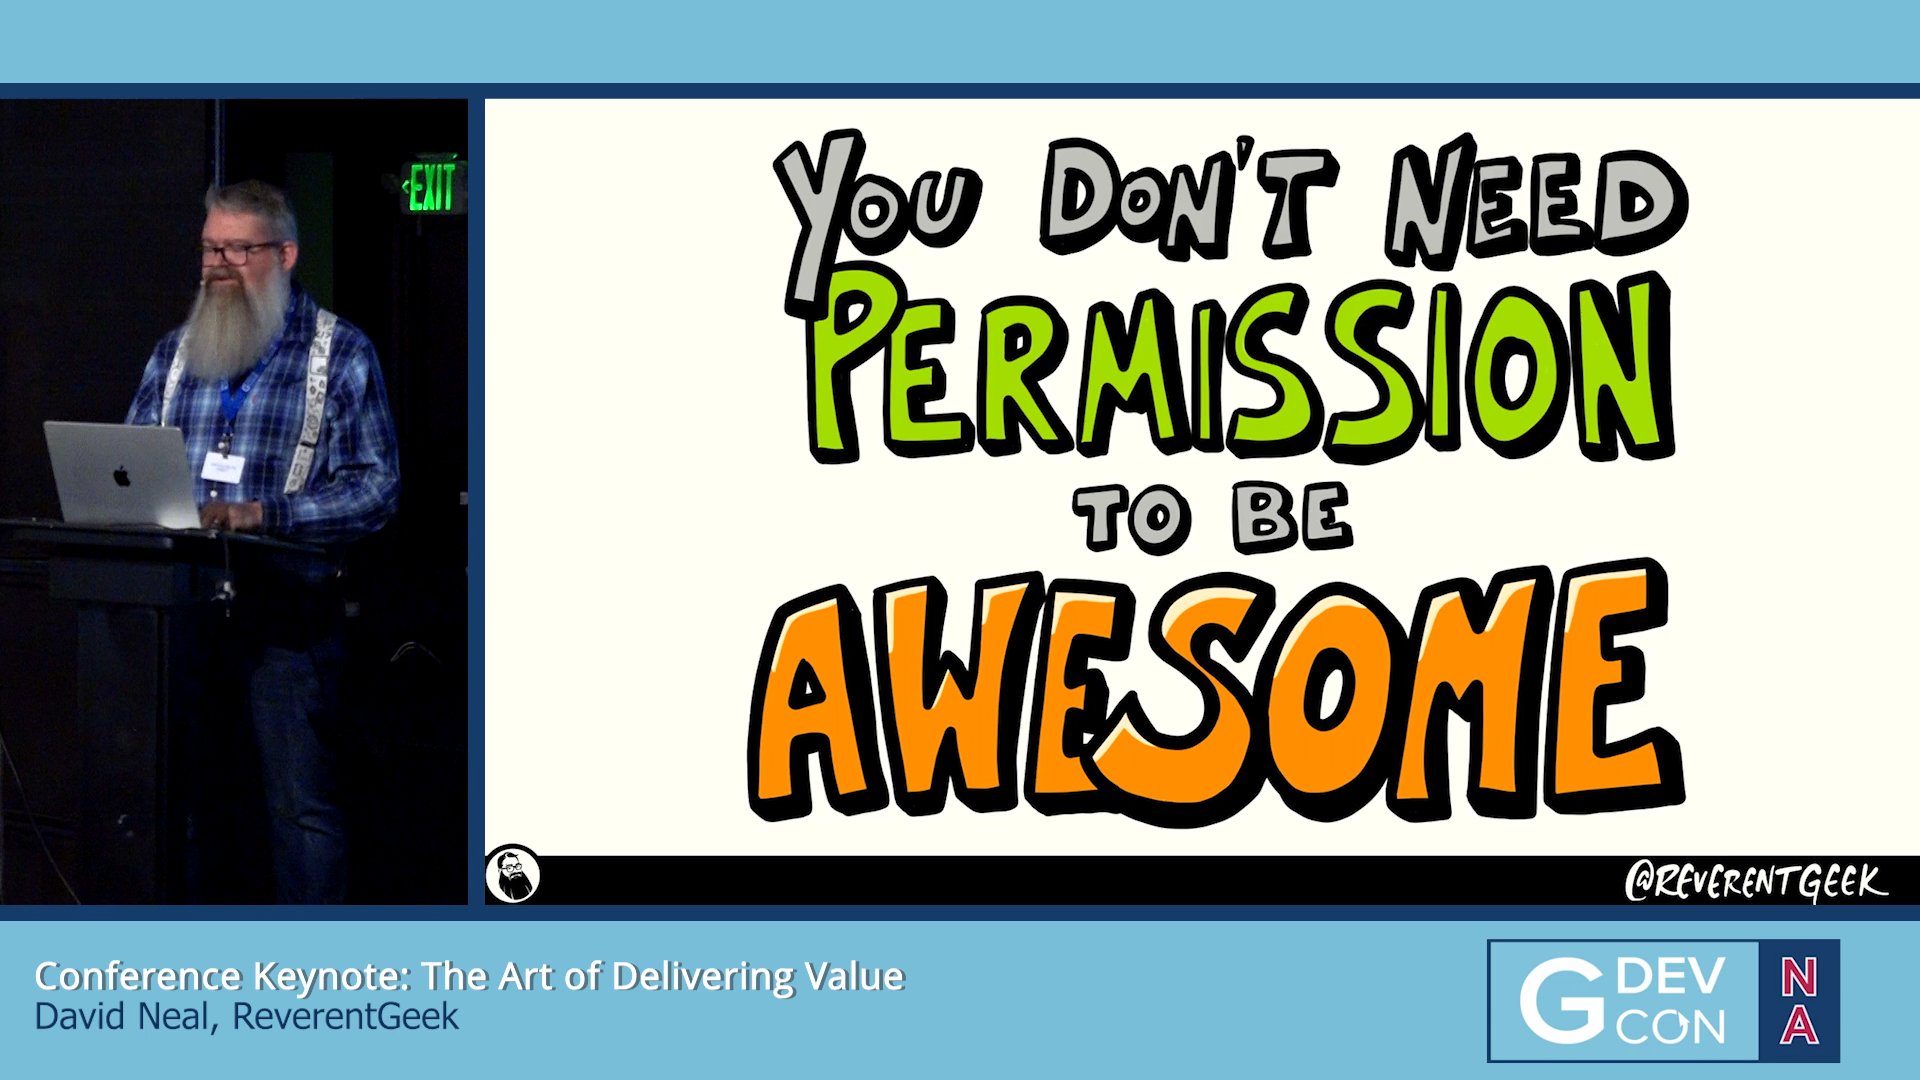 EXIT
YOU DON'T NEED
PERMISSION
TO BE
AWESOME
@REVERENTGEEK
Conference Keynote: The Art of Delivering Value
David Neal, ReverentGeek
G DEV CON NA